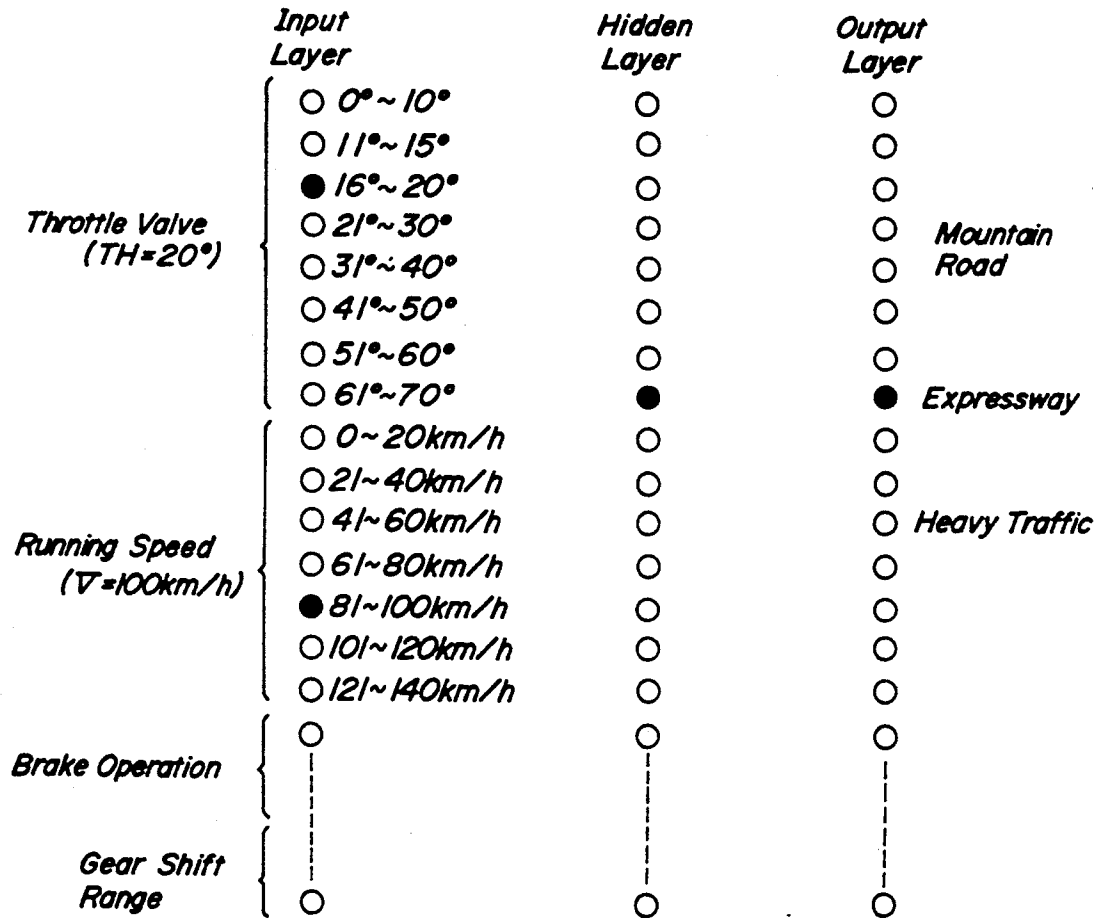 Input Layer
Hidden Layer
Output Layer
0°~10°
11°~15°
16°~20°
Throttle Valve
(TH=20°)
21°~30°
Mountain Road
31°~40°
41°~50°
51°~60°
61°~70°
Expressway
0~20km/h
21~40km/h
41~60km/h
Heavy Traffic
Running Speed
(V=100km/h)
61~80km/h
81~100km/h
101~120km/h
121~140km/h
Brake Operation
Gear Shift
Range